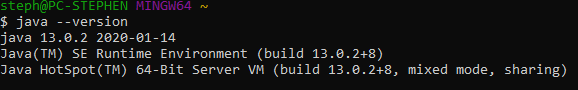 steph@PC-STEPHEN MINGW64 ~
$ java --version
java 13.0.2 2020-01-14
Java(TM) SE Runtime Environment (build 13.0.2+8)
Java HotSpot(TM) 64-Bit Server VM (build 13.0.2+8, mixed mode, sharing)